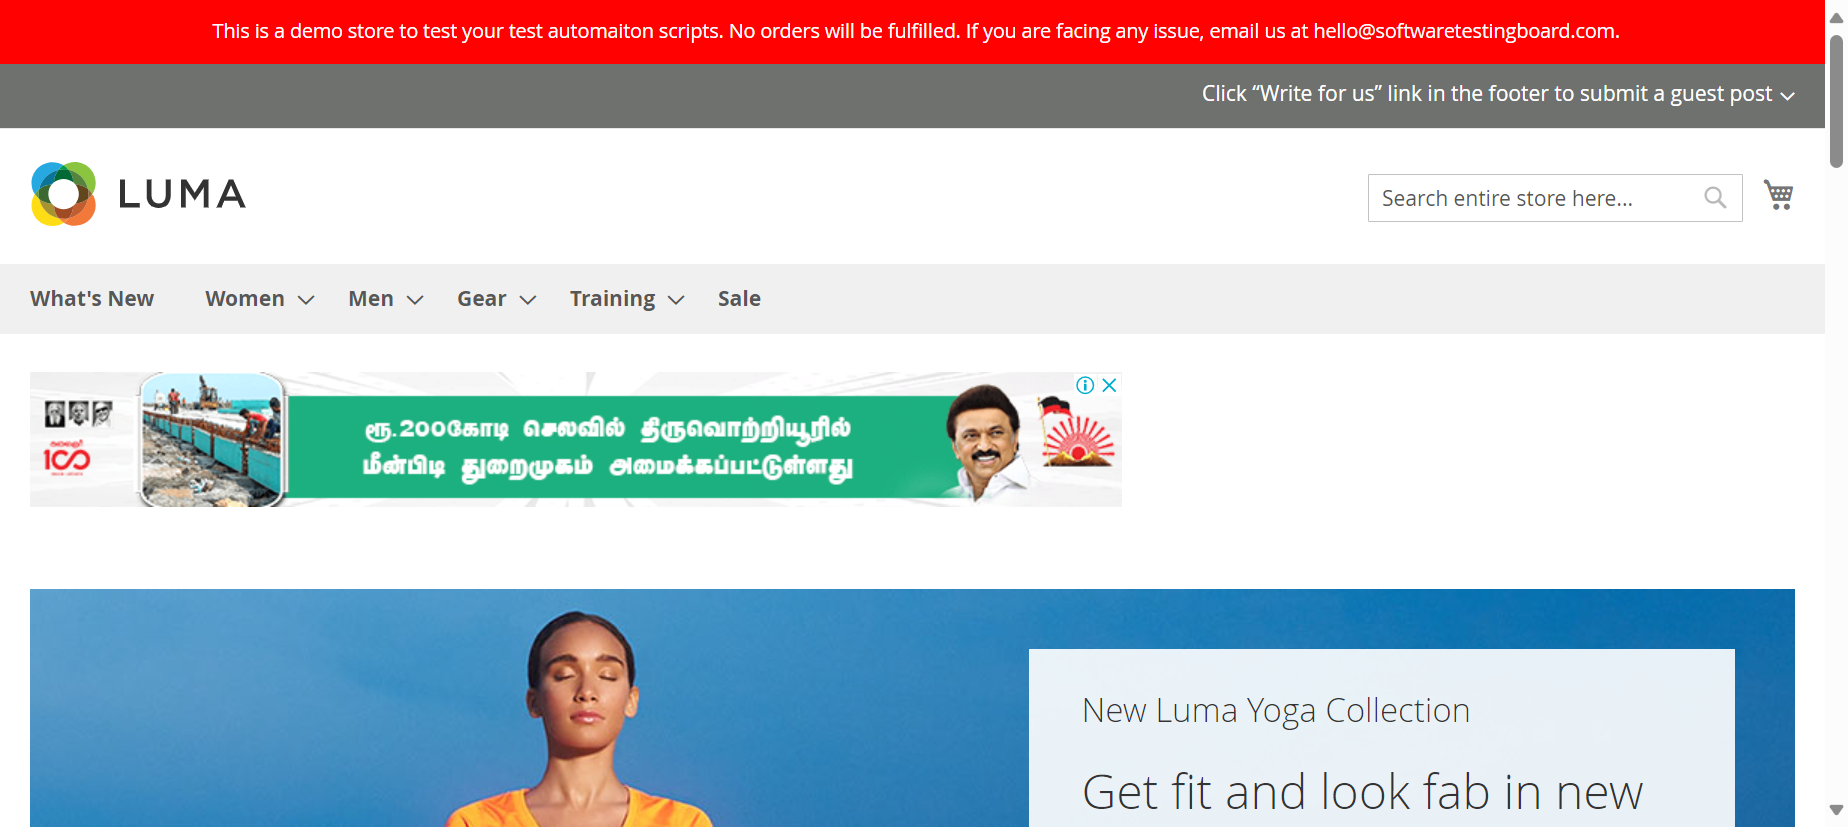 This is a demo store to test your test automaiton scripts. No orders will be fulfilled. If you are facing any issue, email us at hello@softwaretestingboard.com.
Click “Write for us” link in the footer to submit a guest post
LUMA
Search entire store here...
What's New Women Men Gear Training Sale
ரூ.200கோடி செலவில் திருவொற்றியூரில்
மீன்பிடி துறைமுகம் அமைக்கப்பட்டுள்ளது
100
New Luma Yoga Collection
Get fit and look fab in new